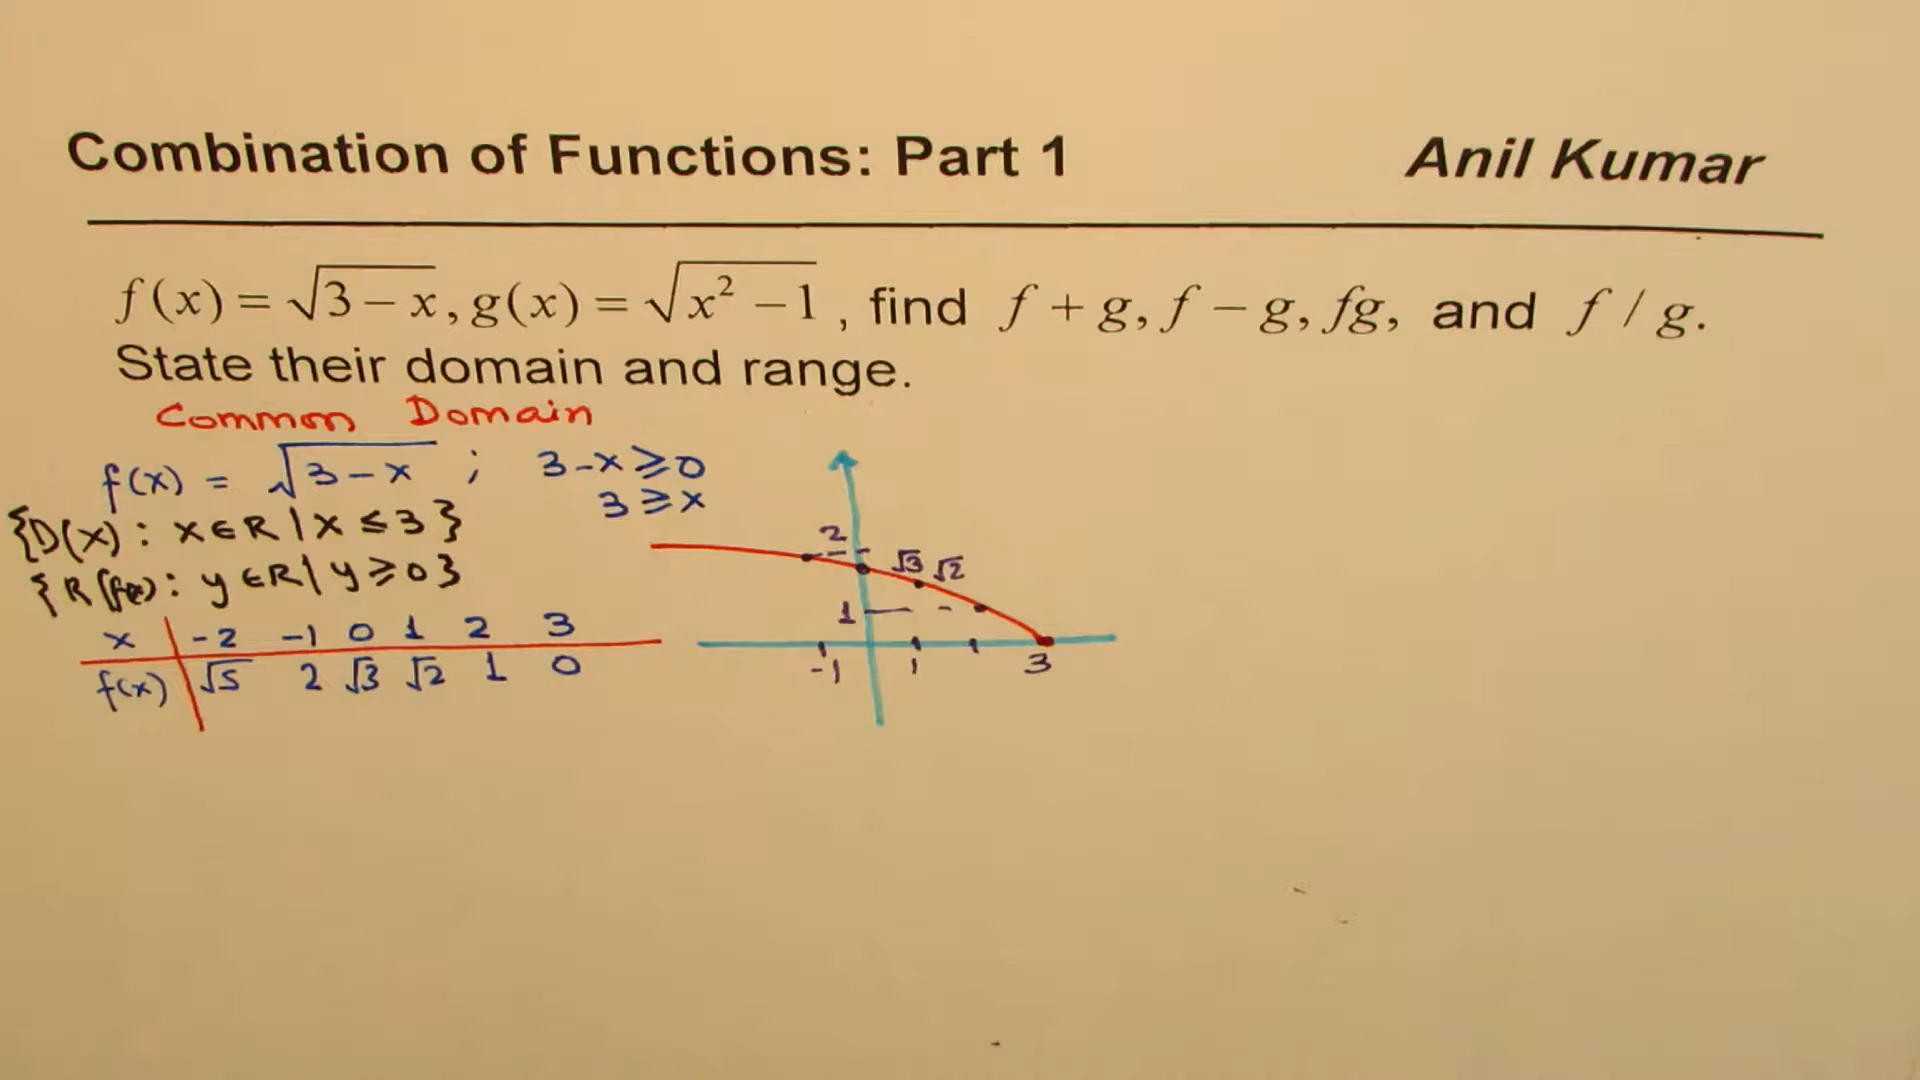 Combination of Functions: Part 1 Anil Kumar
f(x) = √3 − x, g(x) = √x² − 1, find f + g, f − g, fg, and f / g.
State their domain and range.
Common Domain
f(x) = √3 − x ; 3-x ≥ 0
3 ≥ x
{D(x) : x ∈ R | x ≤ 3}
{R(f(x)) : y ∈ R | y ≥ 0}
x -2 -1 0 1 2 3
f(x) √5 2 √3 √2 1 0
2
√3 √2
1
-1 1 3